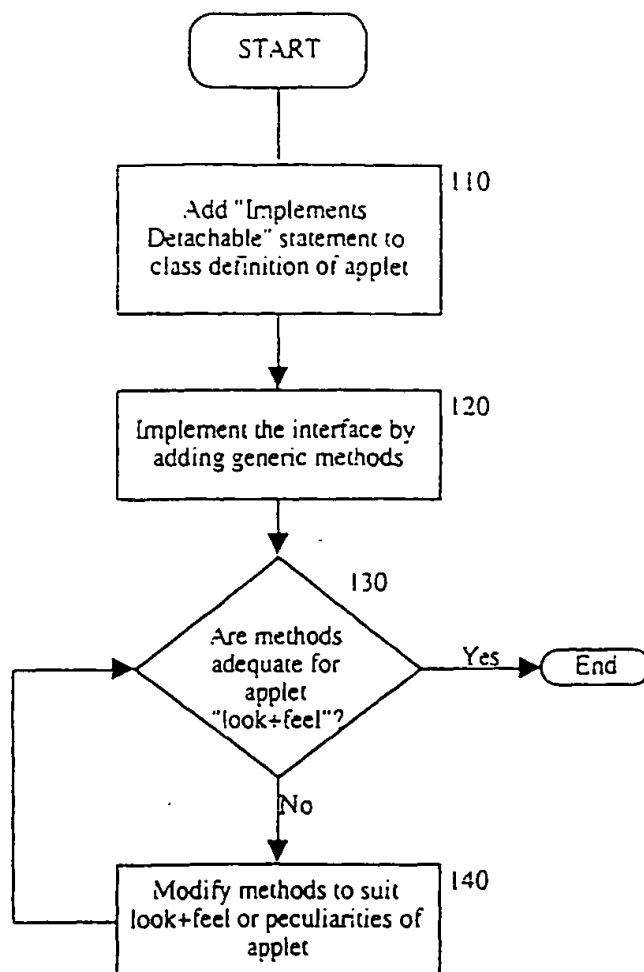 START
110
Add "Implements
Detachable" statement to
class definition of applet
120
Implement the interface by
adding generic methods
130
Are methods
adequate for
applet
"look+feel"?
Yes
End
No
140
Modify methods to suit
look+feel or peculiarities of
applet